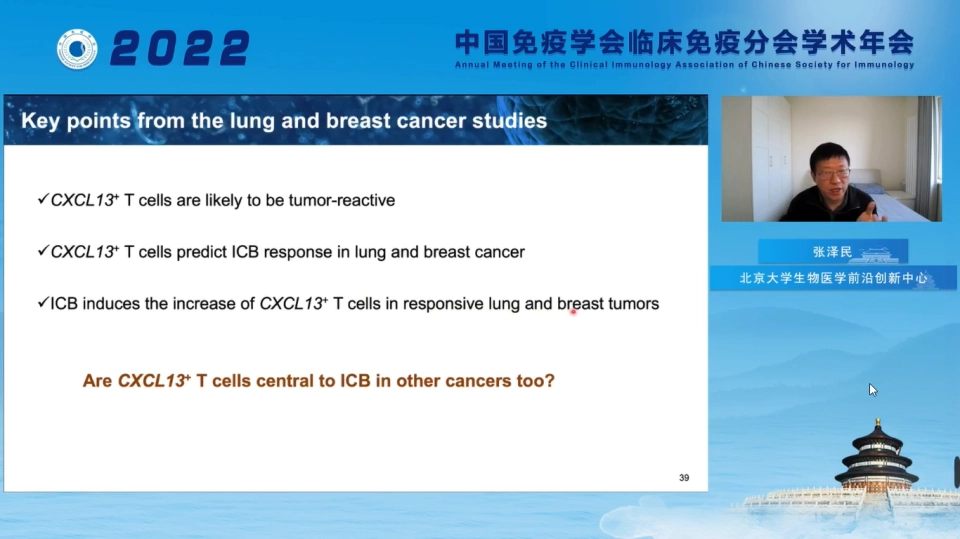 2022
中国免疫学会临床免疫分会学术年会
Annual Meeting of the Clinical Immunology Association of Chinese Society for Immunology
Key points from the lung and breast cancer studies
✓CXCL13⁺ T cells are likely to be tumor-reactive
✓CXCL13⁺ T cells predict ICB response in lung and breast cancer
✓ICB induces the increase of CXCL13⁺ T cells in responsive lung and breast tumors
Are CXCL13⁺ T cells central to ICB in other cancers too?
39
张泽民
北京大学生物医学前沿创新中心